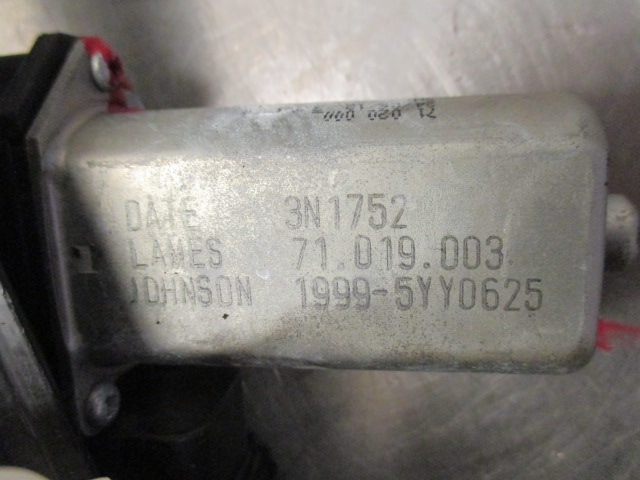 DATE 3N1752
LAMES 71.019.003
JOHNSON 1999-5YY0625